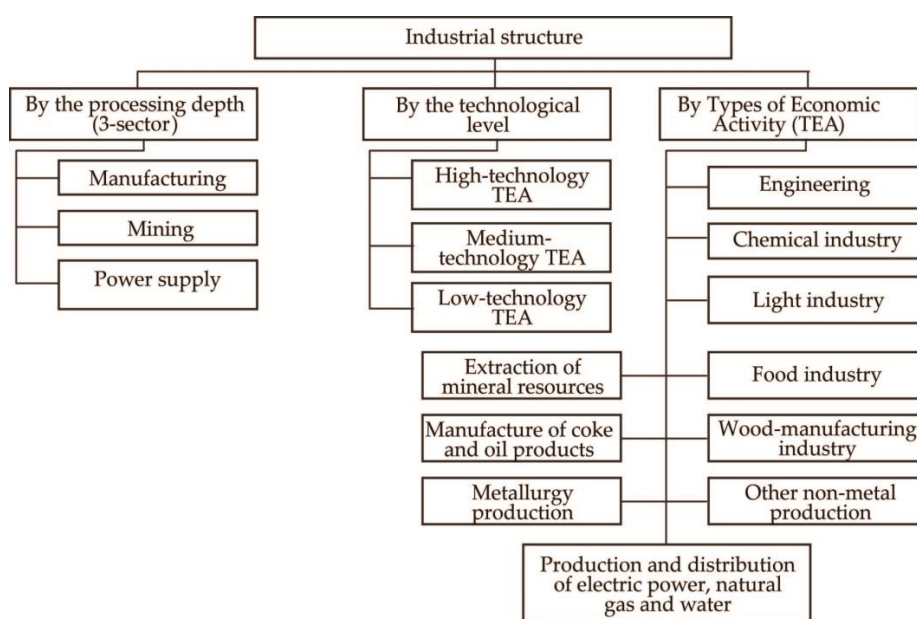 Industrial structure
By the processing depth
(3-sector)
Manufacturing
Mining
Power supply
By the technological
level
High-technology
TEA
Medium-
technology TEA
Low-technology
TEA
By Types of Economic
Activity (TEA)
Engineering
Chemical industry
Light industry
Extraction of
mineral resources
Food industry
Manufacture of coke
and oil products
Wood-manufacturing
industry
Metallurgy
production
Other non-metal
production
Production and distribution
of electric power, natural
gas and water